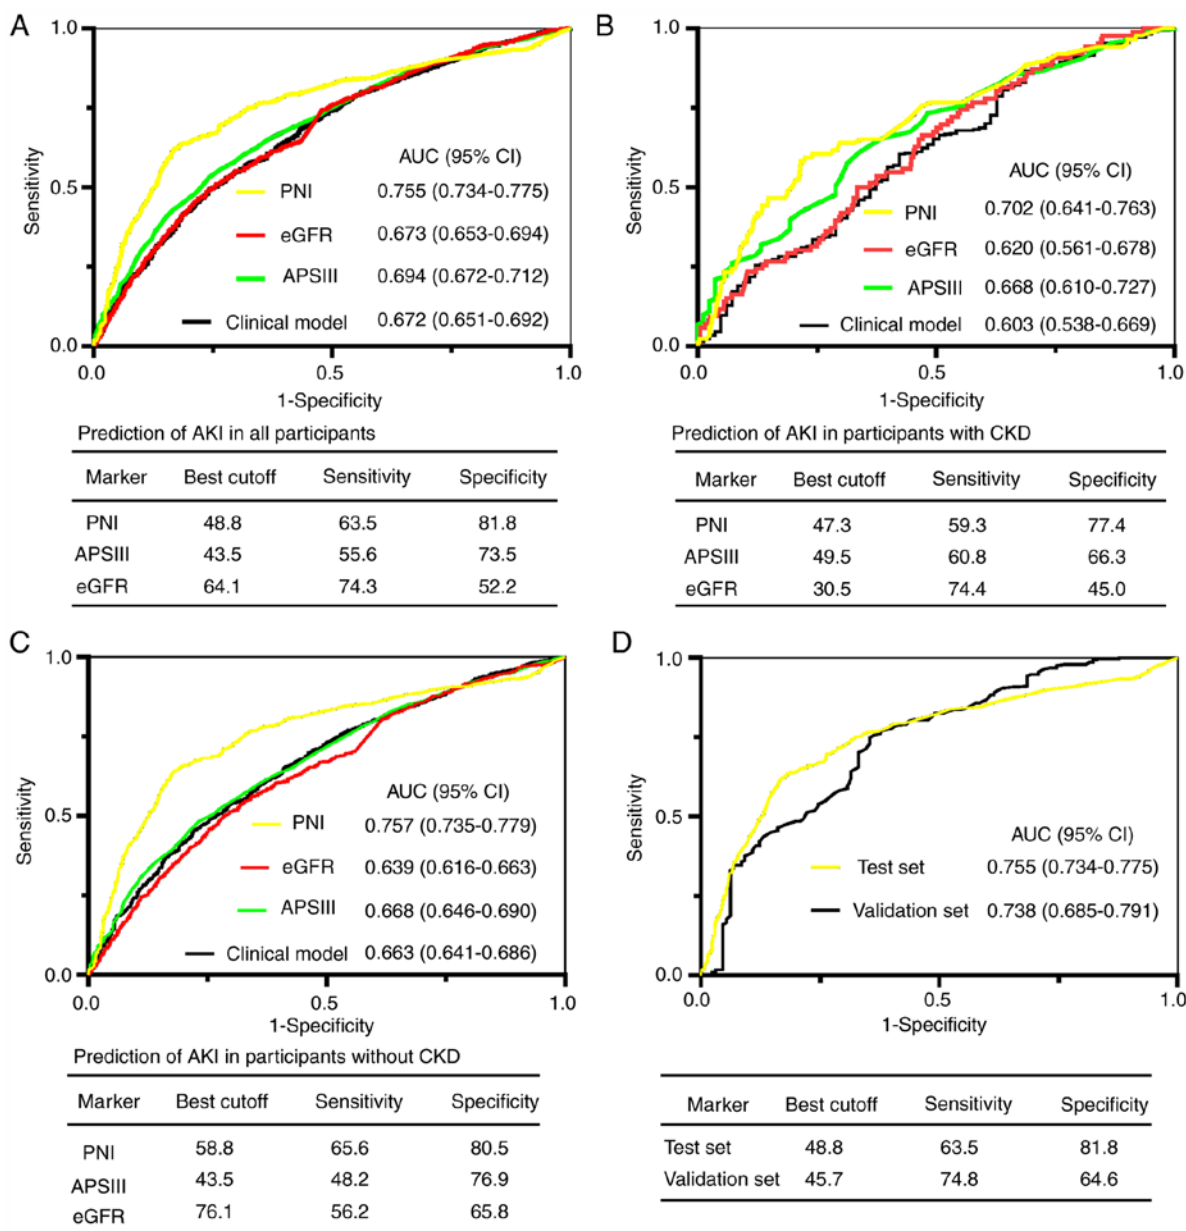 A
1.0
0.5
0.0
Sensitivity
AUC (95% CI)
PNI 0.755 (0.734-0.775)
eGFR 0.673 (0.653-0.694)
APSIII 0.694 (0.672-0.712)
Clinical model 0.672 (0.651-0.692)
0.0 0.5 1.0
1-Specificity
Prediction of AKI in all participants
Marker Best cutoff Sensitivity Specificity
PNI 48.8 63.5 81.8
APSIII 43.5 55.6 73.5
eGFR 64.1 74.3 52.2
B
1.0
0.5
0.0
Sensitivity
AUC (95% CI)
PNI 0.702 (0.641-0.763)
eGFR 0.620 (0.561-0.678)
APSIII 0.668 (0.610-0.727)
Clinical model 0.603 (0.538-0.669)
0.0 0.5 1.0
1-Specificity
Prediction of AKI in participants with CKD
Marker Best cutoff Sensitivity Specificity
PNI 47.3 59.3 77.4
APSIII 49.5 60.8 66.3
eGFR 30.5 74.4 45.0
C
1.0
0.5
0.0
Sensitivity
AUC (95% CI)
PNI 0.757 (0.735-0.779)
eGFR 0.639 (0.616-0.663)
APSIII 0.668 (0.646-0.690)
Clinical model 0.663 (0.641-0.686)
0.0 0.5 1.0
1-Specificity
Prediction of AKI in participants without CKD
Marker Best cutoff Sensitivity Specificity
PNI 58.8 65.6 80.5
APSIII 43.5 48.2 76.9
eGFR 76.1 56.2 65.8
D
1.0
0.5
0.0
Sensitivity
AUC (95% CI)
Test set 0.755 (0.734-0.775)
Validation set 0.738 (0.685-0.791)
0.0 0.5 1.0
1-Specificity
Marker Best cutoff Sensitivity Specificity
Test set 48.8 63.5 81.8
Validation set 45.7 74.8 64.6